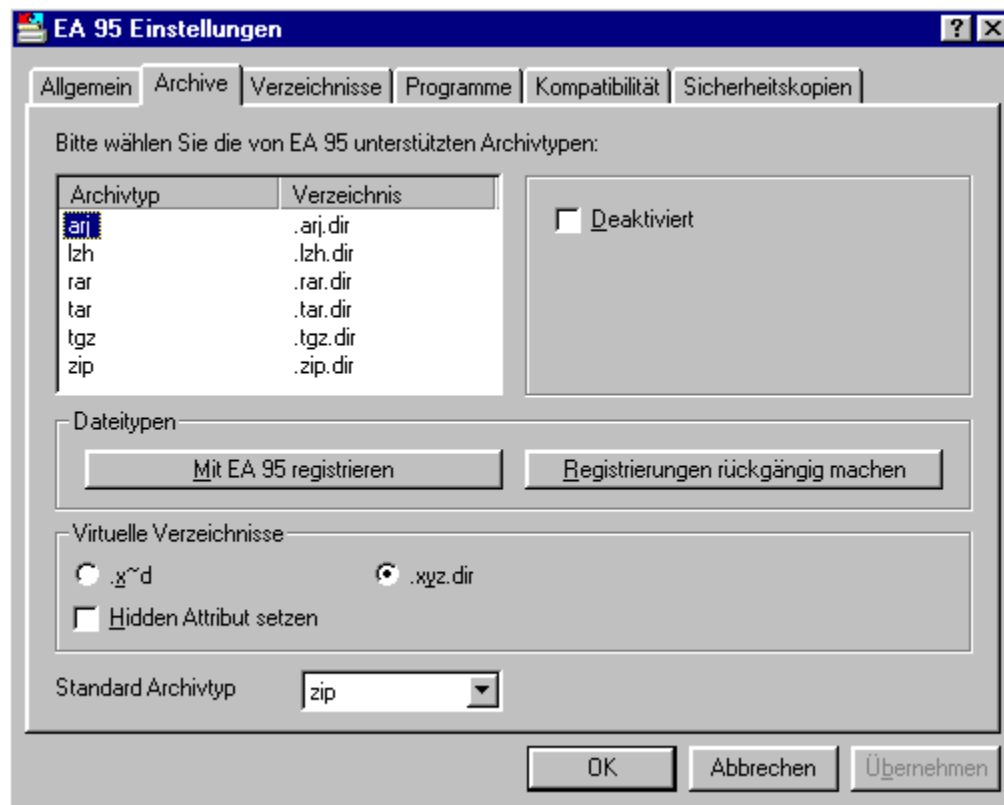 EA 95 Einstellungen
Allgemein Archive Verzeichnisse Programme Kompatibilität Sicherheitskopien
Bitte wählen Sie die von EA 95 unterstützten Archivtypen:
Archivtyp Verzeichnis
arj .arj.dir
lzh .lzh.dir
rar .rar.dir
tar .tar.dir
tgz .tgz.dir
zip .zip.dir
Deaktiviert
Dateitypen
Mit EA 95 registrieren Registrierungen rückgängig machen
Virtuelle Verzeichnisse
.x~d .xyz.dir
Hidden Attribut setzen
Standard Archivtyp zip
OK Abbrechen Übernehmen